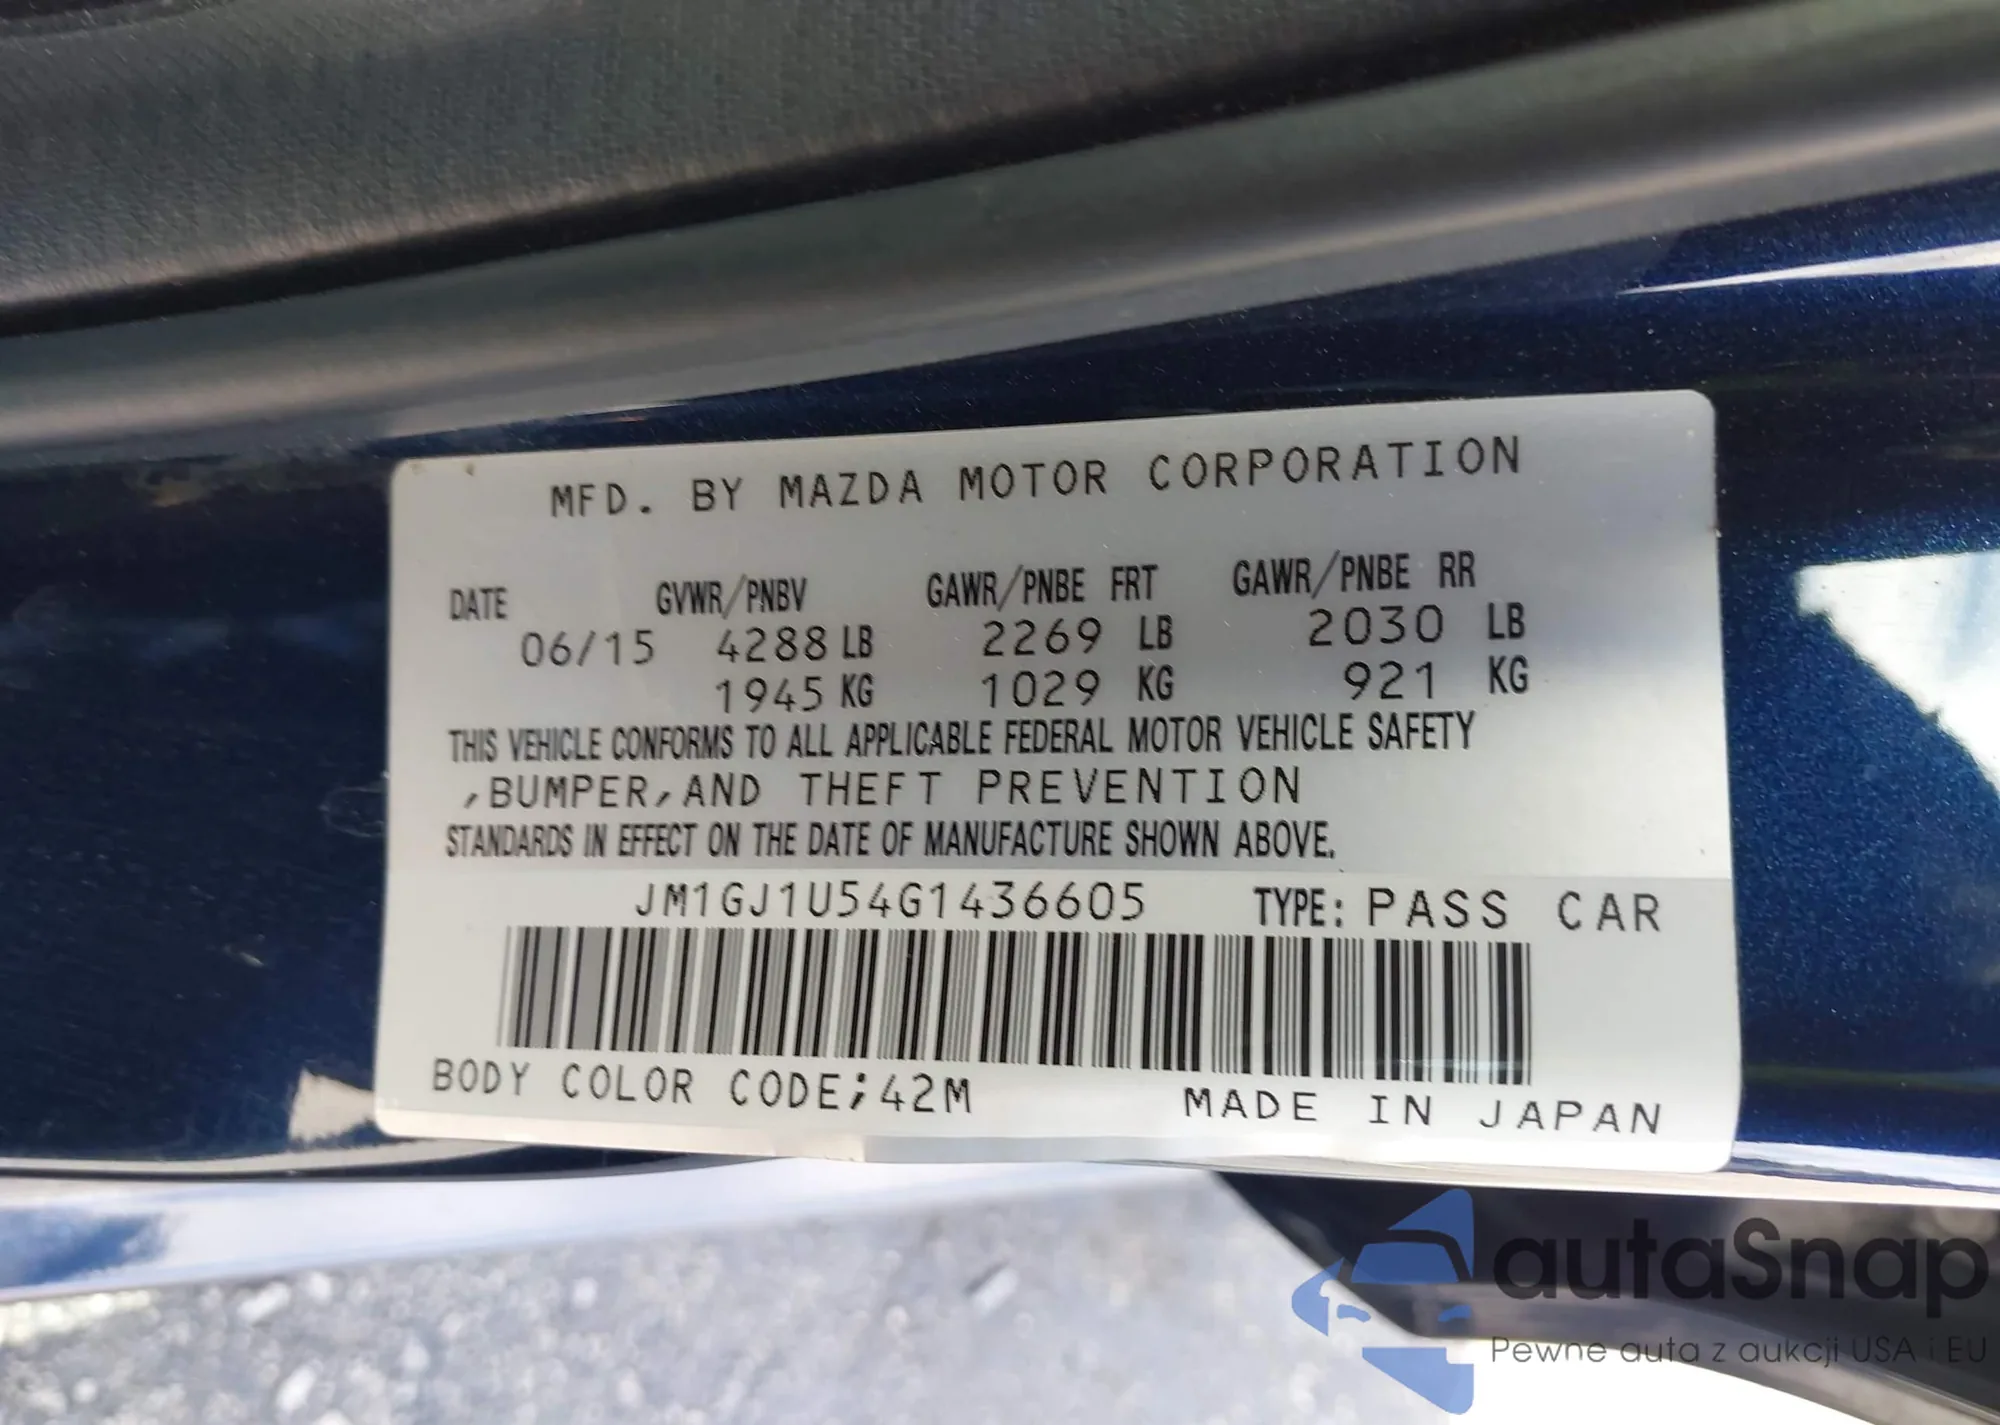 MFD. BY MAZDA MOTOR CORPORATION
DATE GVWR/PNBV GAWR/PNBE FRT GAWR/PNBE RR
06/15 4288 LB 2269 LB 2030 LB
1945 KG 1029 KG 921 KG
THIS VEHICLE CONFORMS TO ALL APPLICABLE FEDERAL MOTOR VEHICLE SAFETY
,BUMPER,AND THEFT PREVENTION
STANDARDS IN EFFECT ON THE DATE OF MANUFACTURE SHOWN ABOVE.
JM1GJ1U54G1436605 TYPE: PASS CAR
BODY COLOR CODE;42M MADE IN JAPAN
autaSnap
Pewne auta z aukcji USA i EU